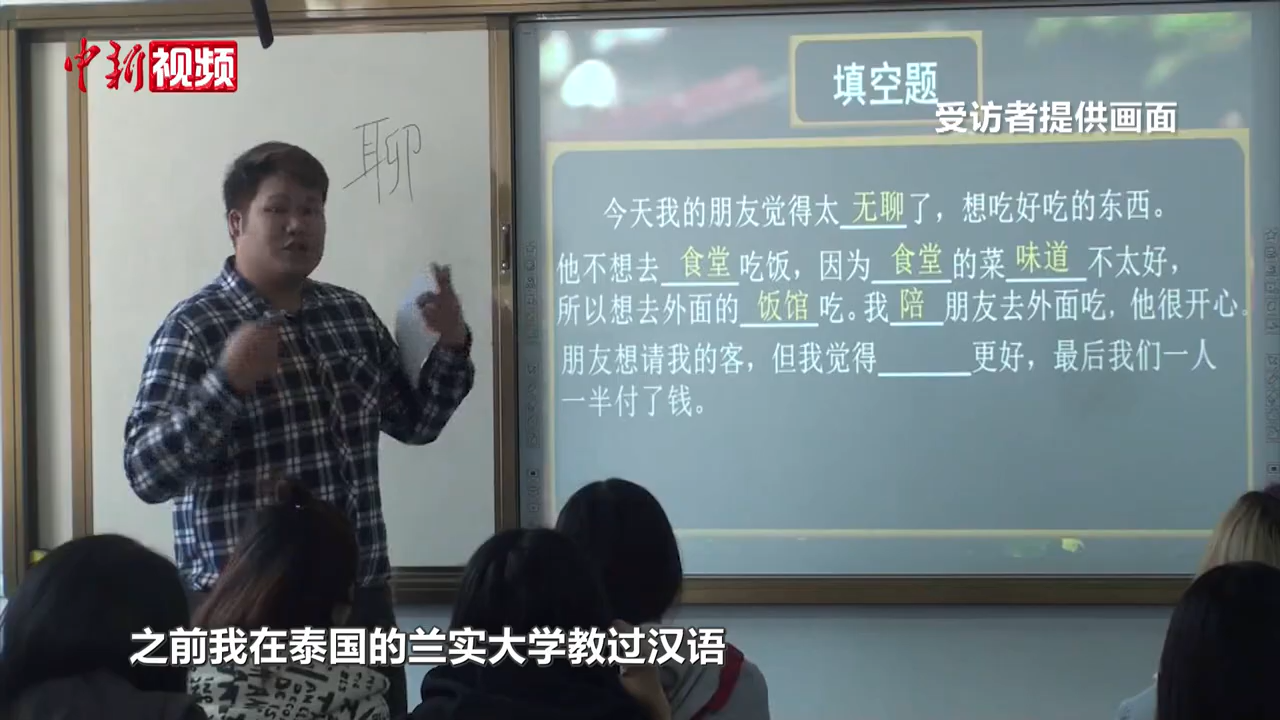 中新视频
聊
填空题
受访者提供画面
今天我的朋友觉得太 无聊 了，想吃好吃的东西。
他不想去 食堂 吃饭，因为 食堂 的菜 味道 不太好，
所以想去外面的 饭馆 吃。我 陪 朋友去外面吃，他很开心。
朋友想请我的客，但我觉得______更好，最后我们一人
一半付了钱。
之前我在泰国的兰实大学教过汉语